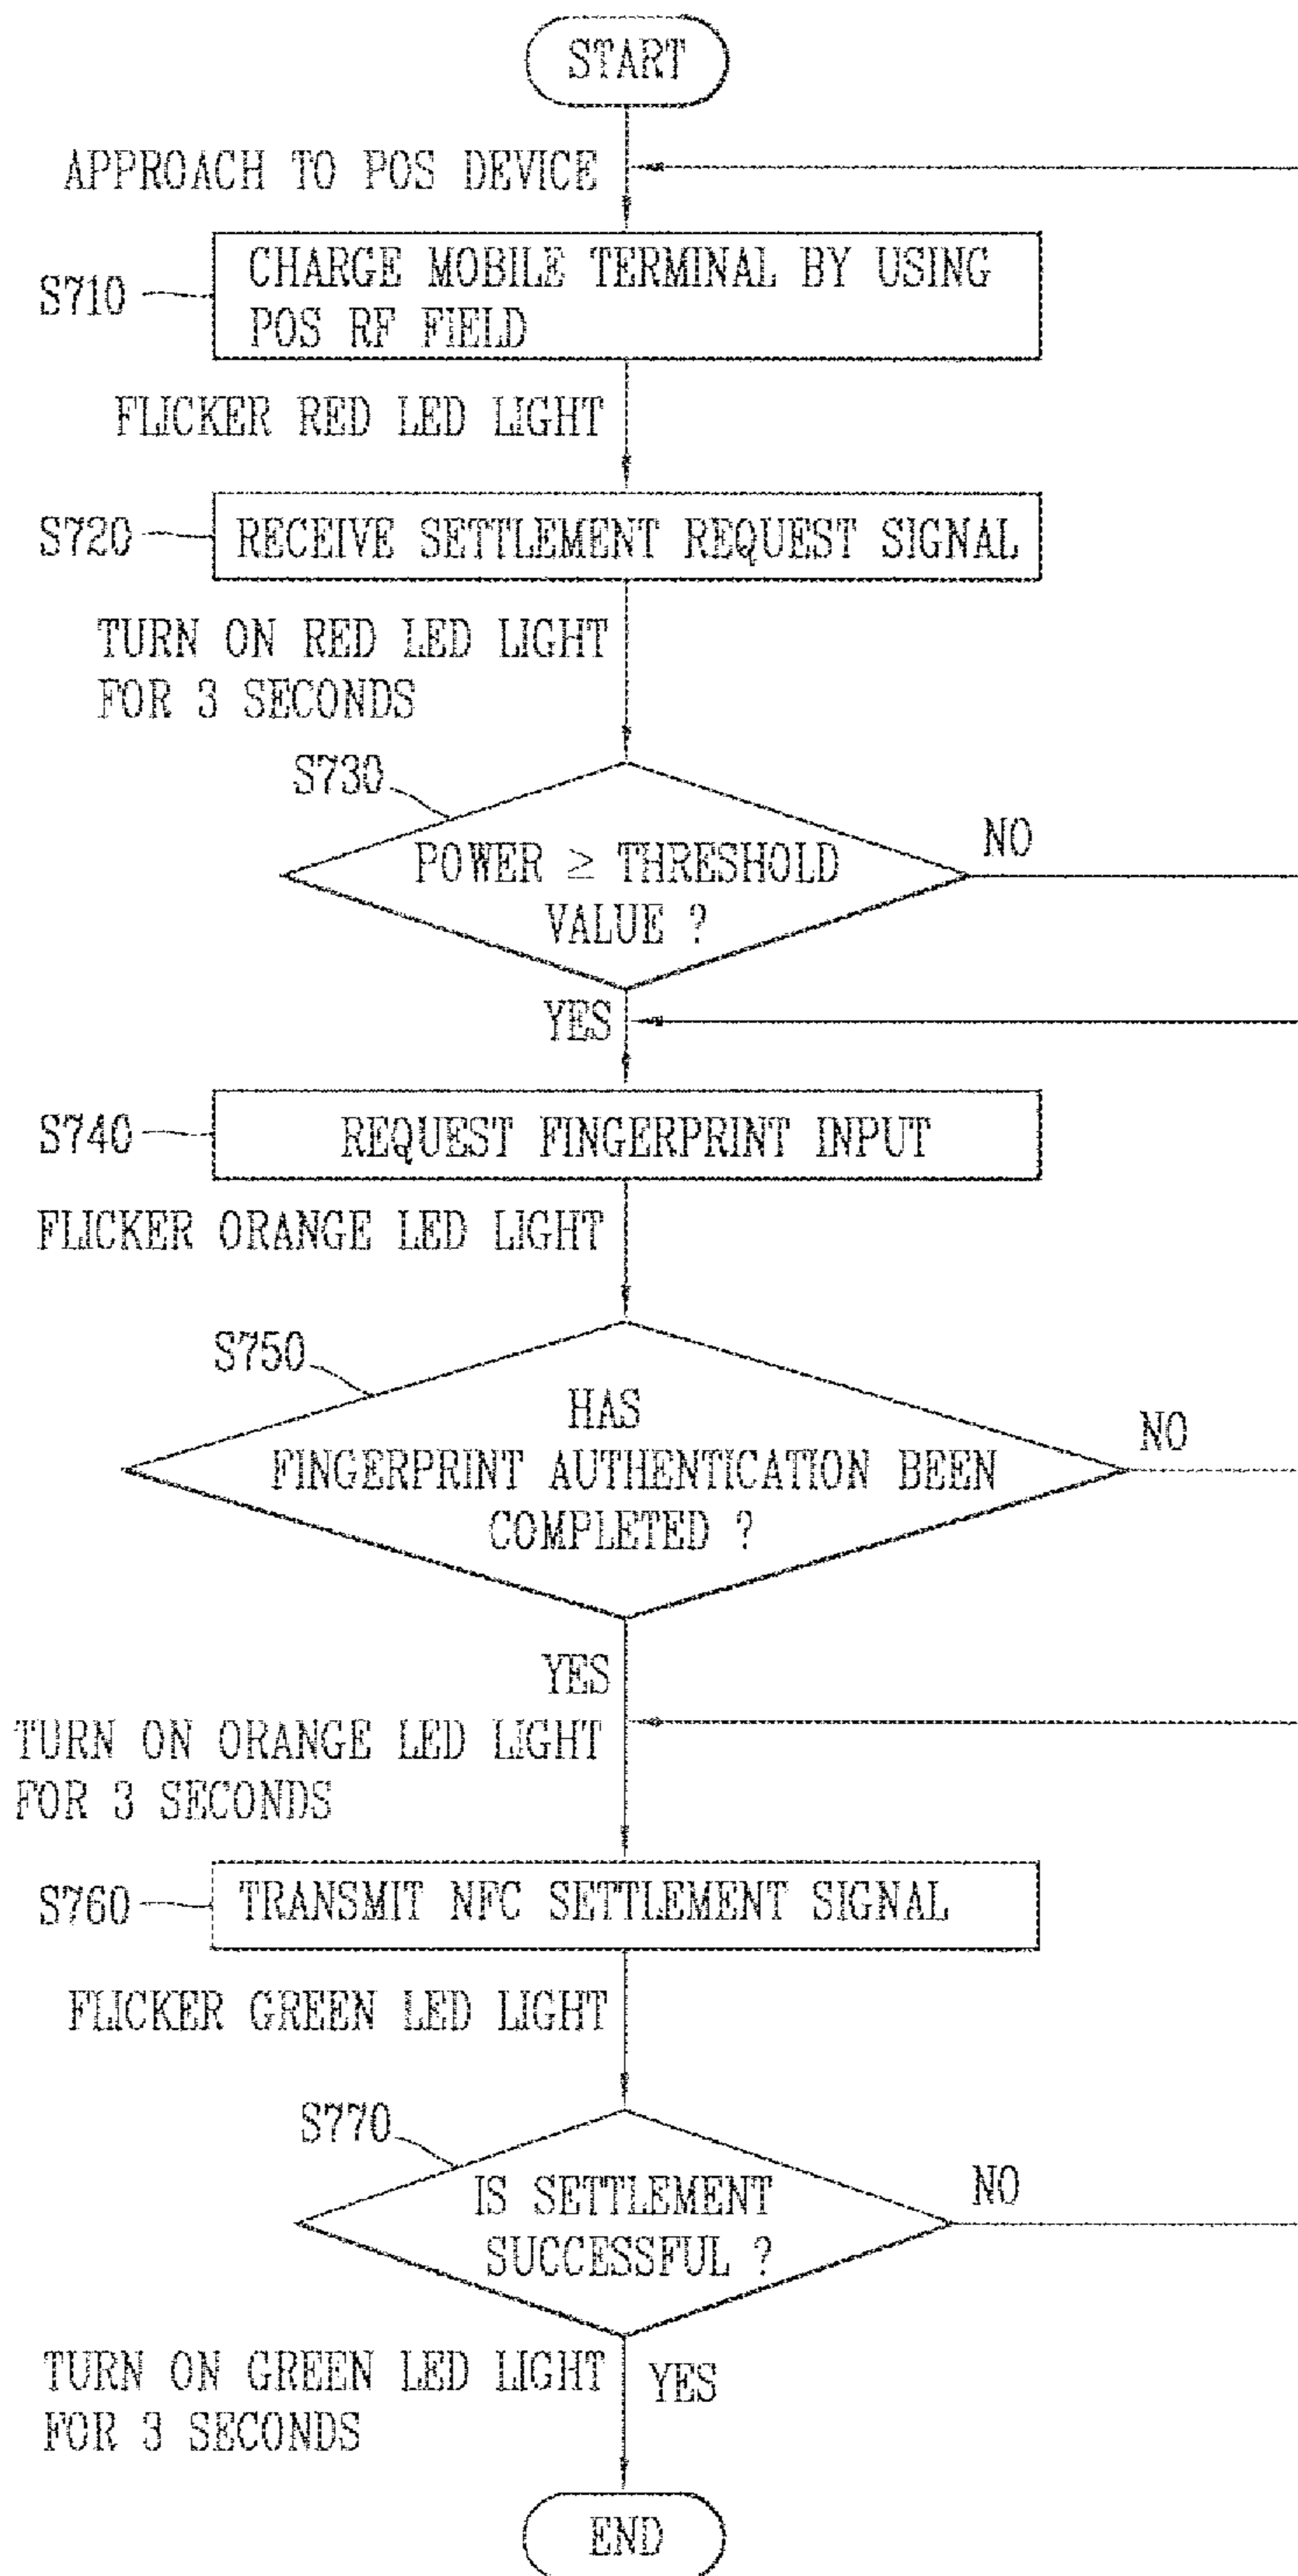 START
APPROACH TO POS DEVICE
S710
CHARGE MOBILE TERMINAL BY USING
POS RF FIELD
FLICKER RED LED LIGHT
S720
RECEIVE SETTLEMENT REQUEST SIGNAL
TURN ON RED LED LIGHT
FOR 3 SECONDS
S730
POWER ≥ THRESHOLD
VALUE ?
NO
YES
S740
REQUEST FINGERPRINT INPUT
FLICKER ORANGE LED LIGHT
S750
HAS
FINGERPRINT AUTHENTICATION BEEN
COMPLETED ?
NO
YES
TURN ON ORANGE LED LIGHT
FOR 3 SECONDS
S760
TRANSMIT NFC SETTLEMENT SIGNAL
FLICKER GREEN LED LIGHT
S770
IS SETTLEMENT
SUCCESSFUL ?
NO
TURN ON GREEN LED LIGHT
FOR 3 SECONDS
YES
END